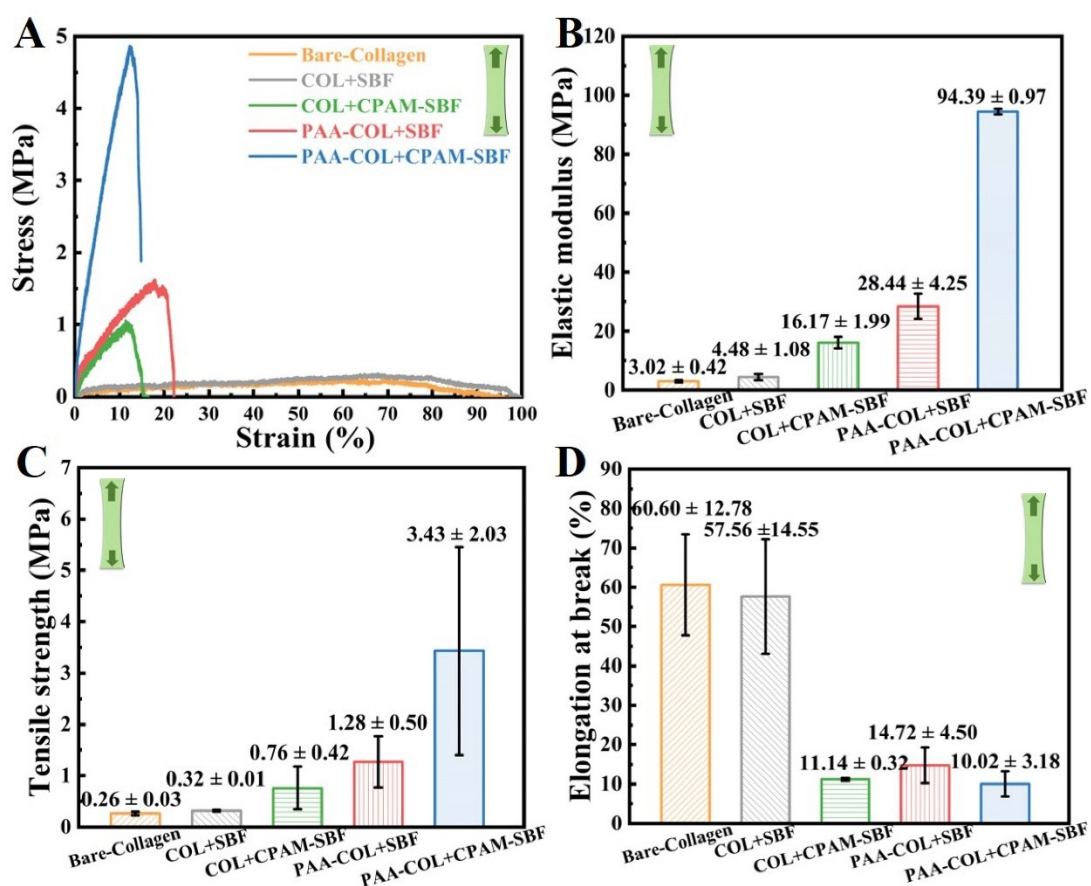 A
5
4
3
2
1
0
Stress (MPa)
Bare-Collagen
COL+SBF
COL+CPAM-SBF
PAA-COL+SBF
PAA-COL+CPAM-SBF
0 10 20 30 40 50 60 70 80 90 100
Strain (%)
B
120
100
80
60
40
20
0
Elastic modulus (MPa)
3.02 ± 0.42
4.48 ± 1.08
16.17 ± 1.99
28.44 ± 4.25
94.39 ± 0.97
Bare-Collagen
COL+SBF
COL+CPAM-SBF
PAA-COL+SBF
PAA-COL+CPAM-SBF
C
7
6
5
4
3
2
1
0
Tensile strength (MPa)
0.26 ± 0.03
0.32 ± 0.01
0.76 ± 0.42
1.28 ± 0.50
3.43 ± 2.03
Bare-Collagen
COL+SBF
COL+CPAM-SBF
PAA-COL+SBF
PAA-COL+CPAM-SBF
D
90
80
70
60
50
40
30
20
10
0
Elongation at break (%)
60.60 ± 12.78
57.56 ±14.55
11.14 ± 0.32
14.72 ± 4.50
10.02 ± 3.18
Bare-Collagen
COL+SBF
COL+CPAM-SBF
PAA-COL+SBF
PAA-COL+CPAM-SBF